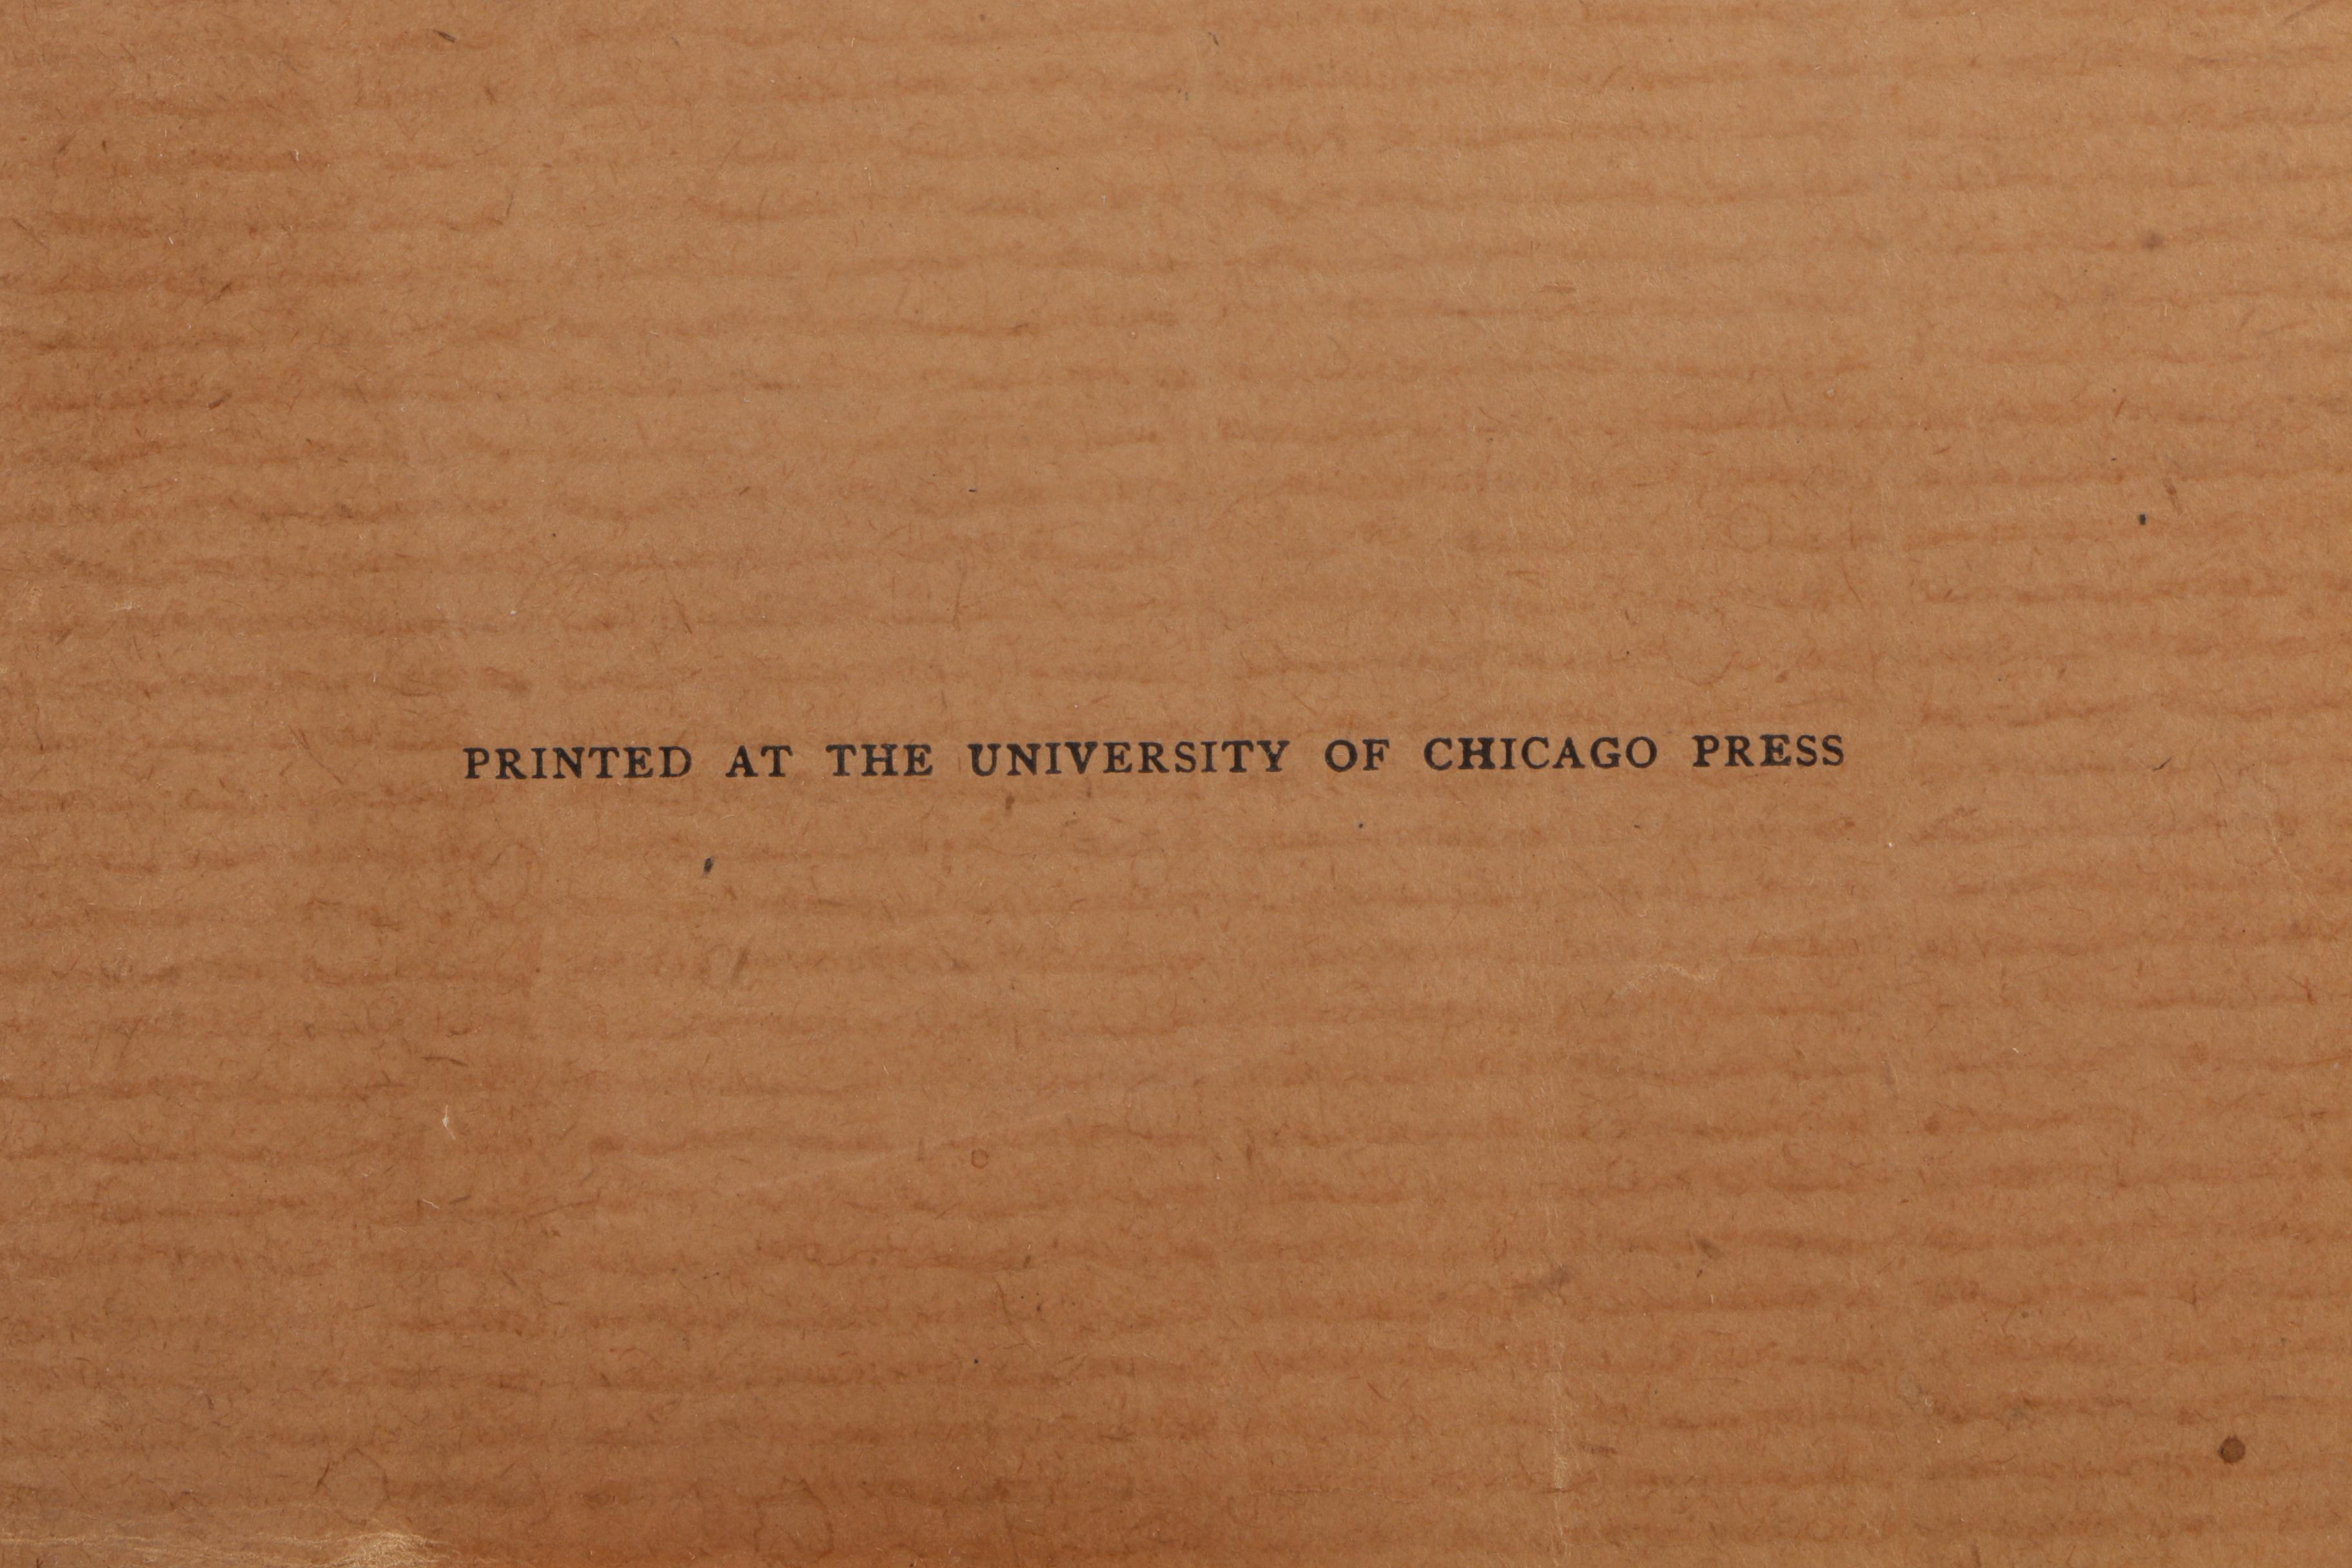 PRINTED AT THE UNIVERSITY OF CHICAGO PRESS